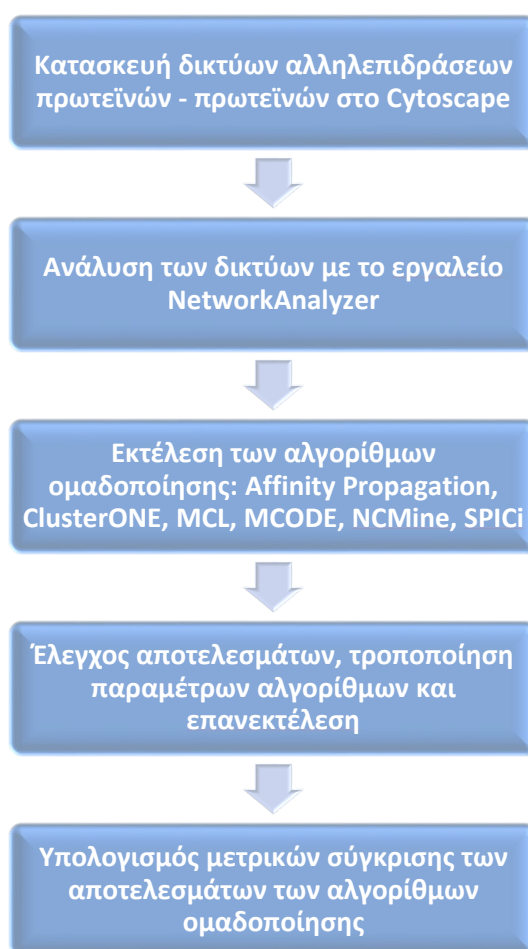 Κατασκευή δικτύων αλληλεπιδράσεων
πρωτεϊνών - πρωτεϊνών στο Cytoscape
Ανάλυση των δικτύων με το εργαλείο
NetworkAnalyzer
Εκτέλεση των αλγορίθμων
ομαδοποίησης: Affinity Propagation,
ClusterONE, MCL, MCODE, NCMine, SPICi
Έλεγχος αποτελεσμάτων, τροποποίηση
παραμέτρων αλγορίθμων και
επανεκτέλεση
Υπολογισμός μετρικών σύγκρισης των
αποτελεσμάτων των αλγορίθμων
ομαδοποίησης